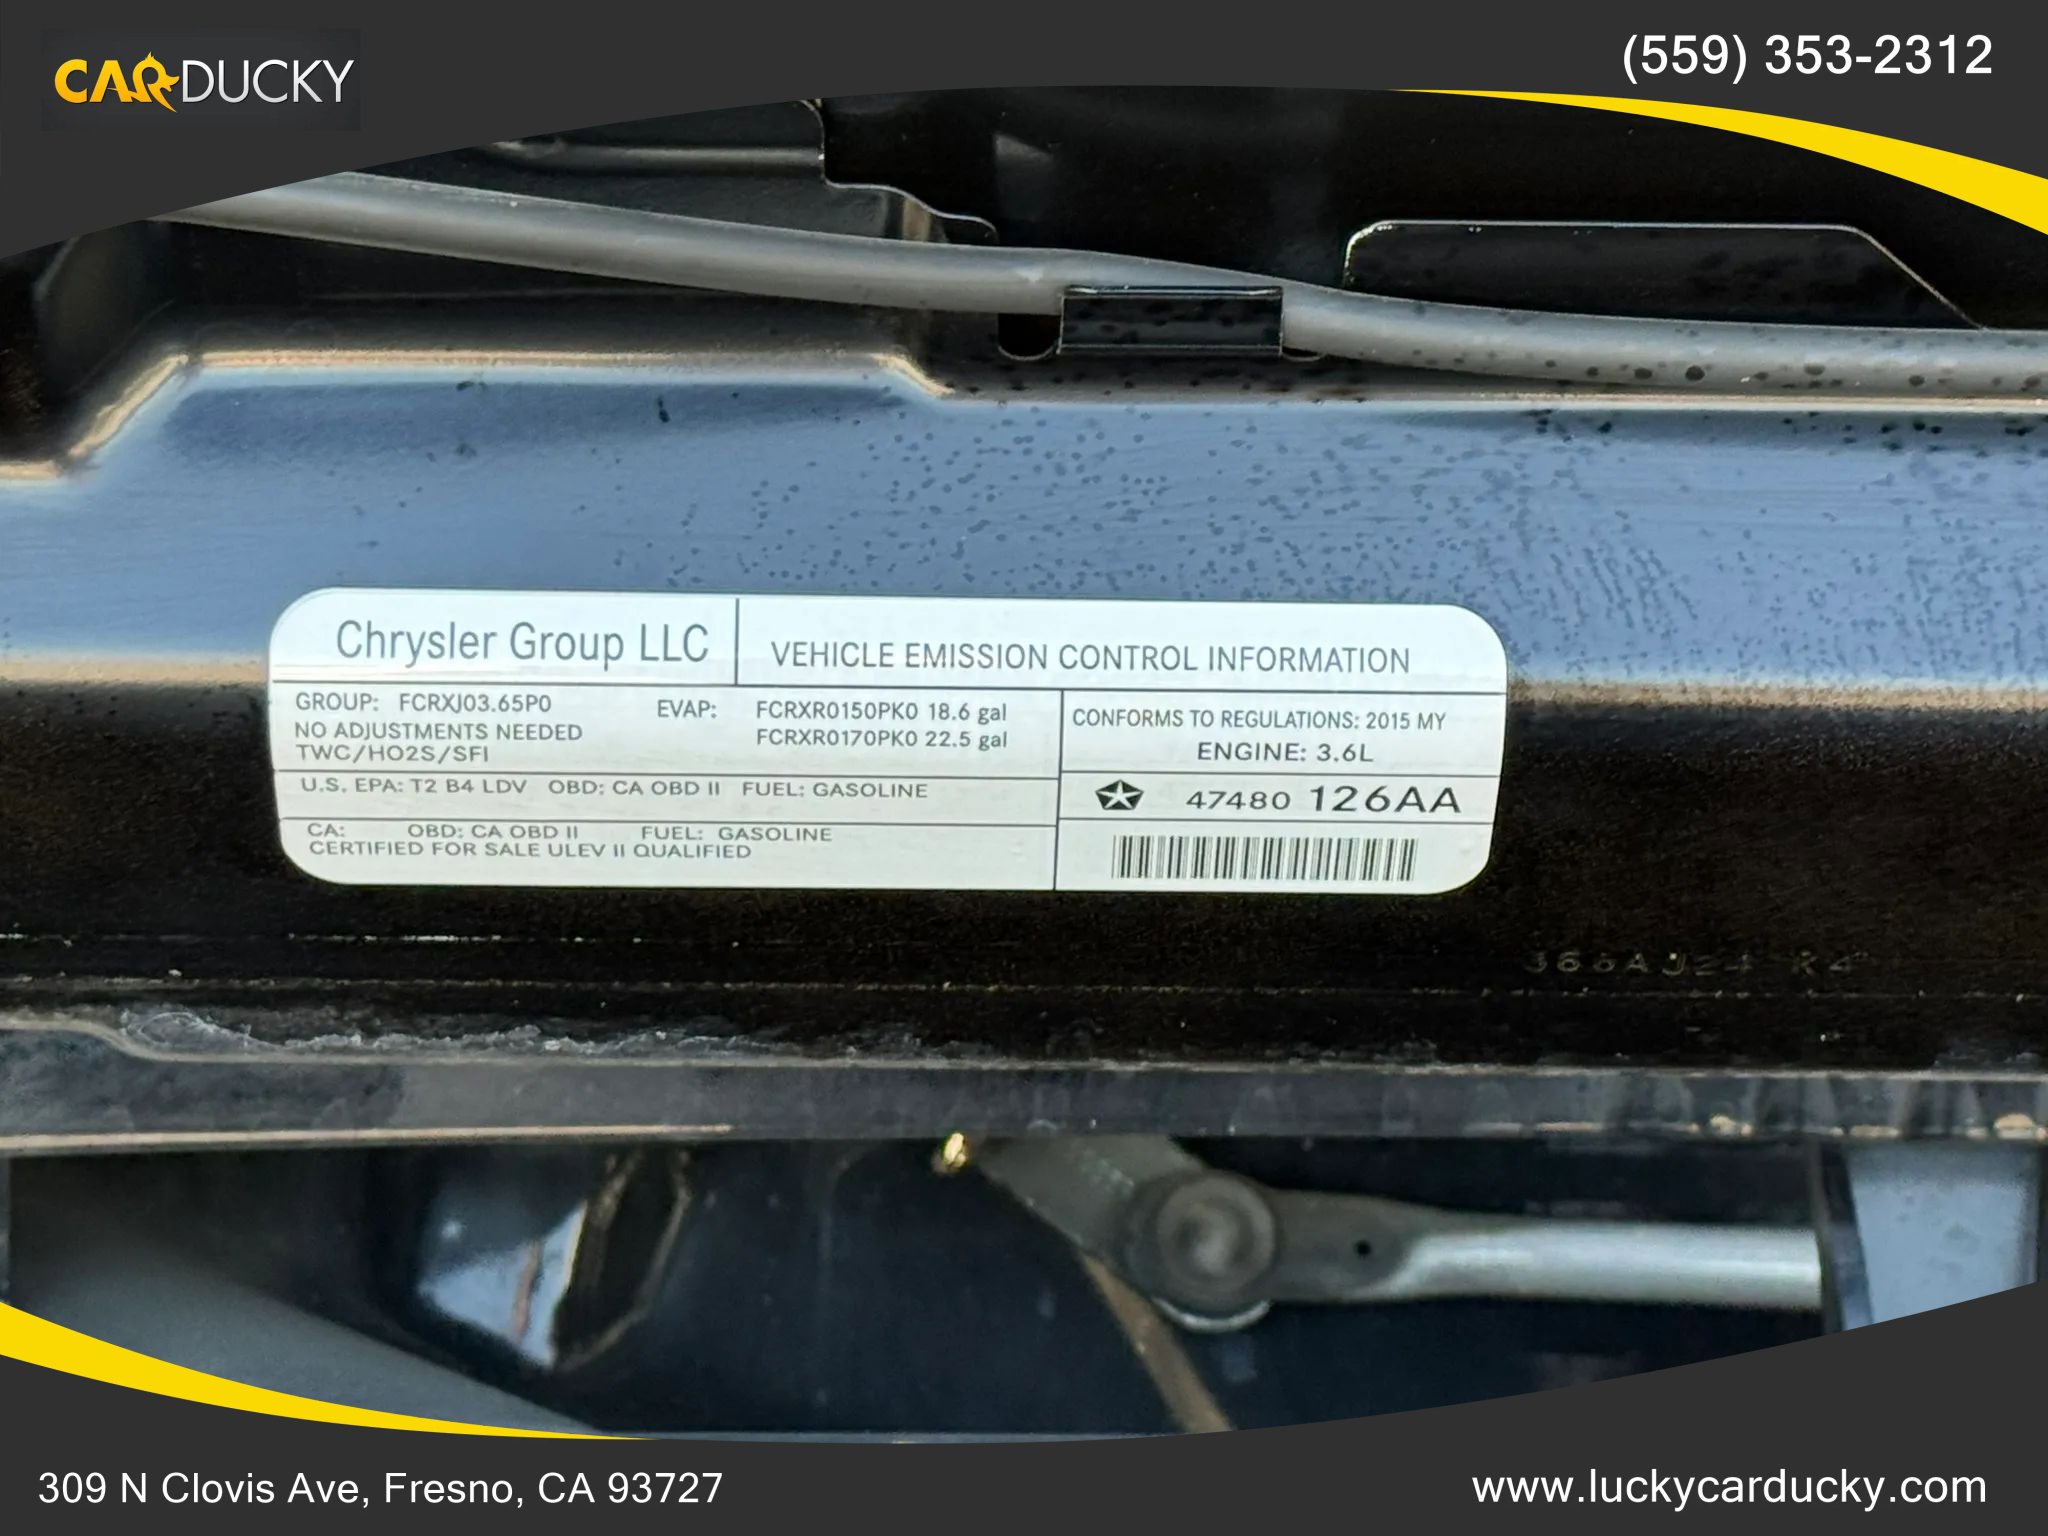 CARDUCKY
(559) 353-2312
Chrysler Group LLC
VEHICLE EMISSION CONTROL INFORMATION
GROUP: FCRXJ03.65P0
NO ADJUSTMENTS NEEDED
TWC/HO2S/SFI
EVAP: FCRXR0150PK0 18.6 gal
FCRXR0170PK0 22.5 gal
CONFORMS TO REGULATIONS: 2015 MY
ENGINE: 3.6L
U.S. EPA: T2 B4 LDV OBD: CA OBD II FUEL: GASOLINE
47480 126AA
CA: OBD: CA OBD II FUEL: GASOLINE
CERTIFIED FOR SALE ULEV II QUALIFIED
309 N Clovis Ave, Fresno, CA 93727
www.luckycarducky.com